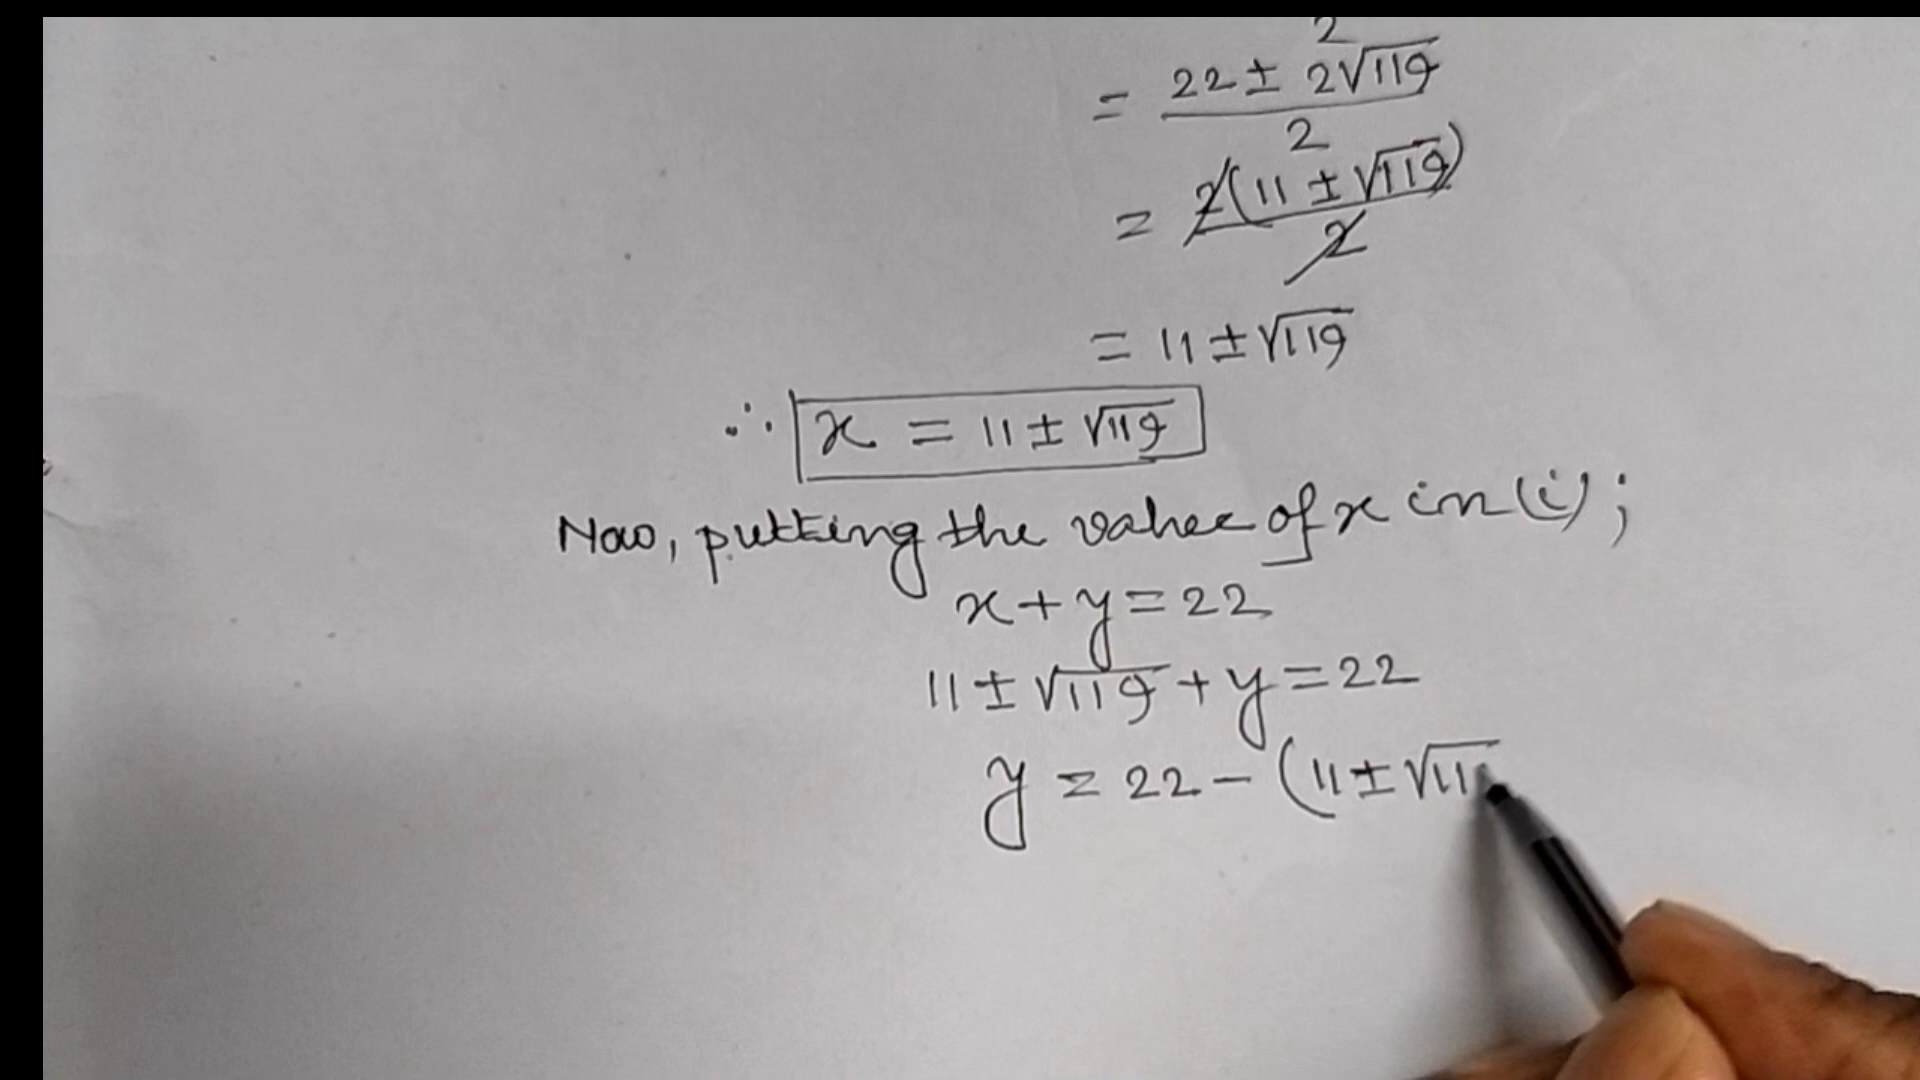 2
= 22 ± 2√119
2
= 2(11 ± √119)
2
= 11 ± √119
∴ x = 11 ± √119
Now, putting the value of x in (i);
x + y = 22
11 ± √119 + y = 22
y = 22 - (11 ± √11